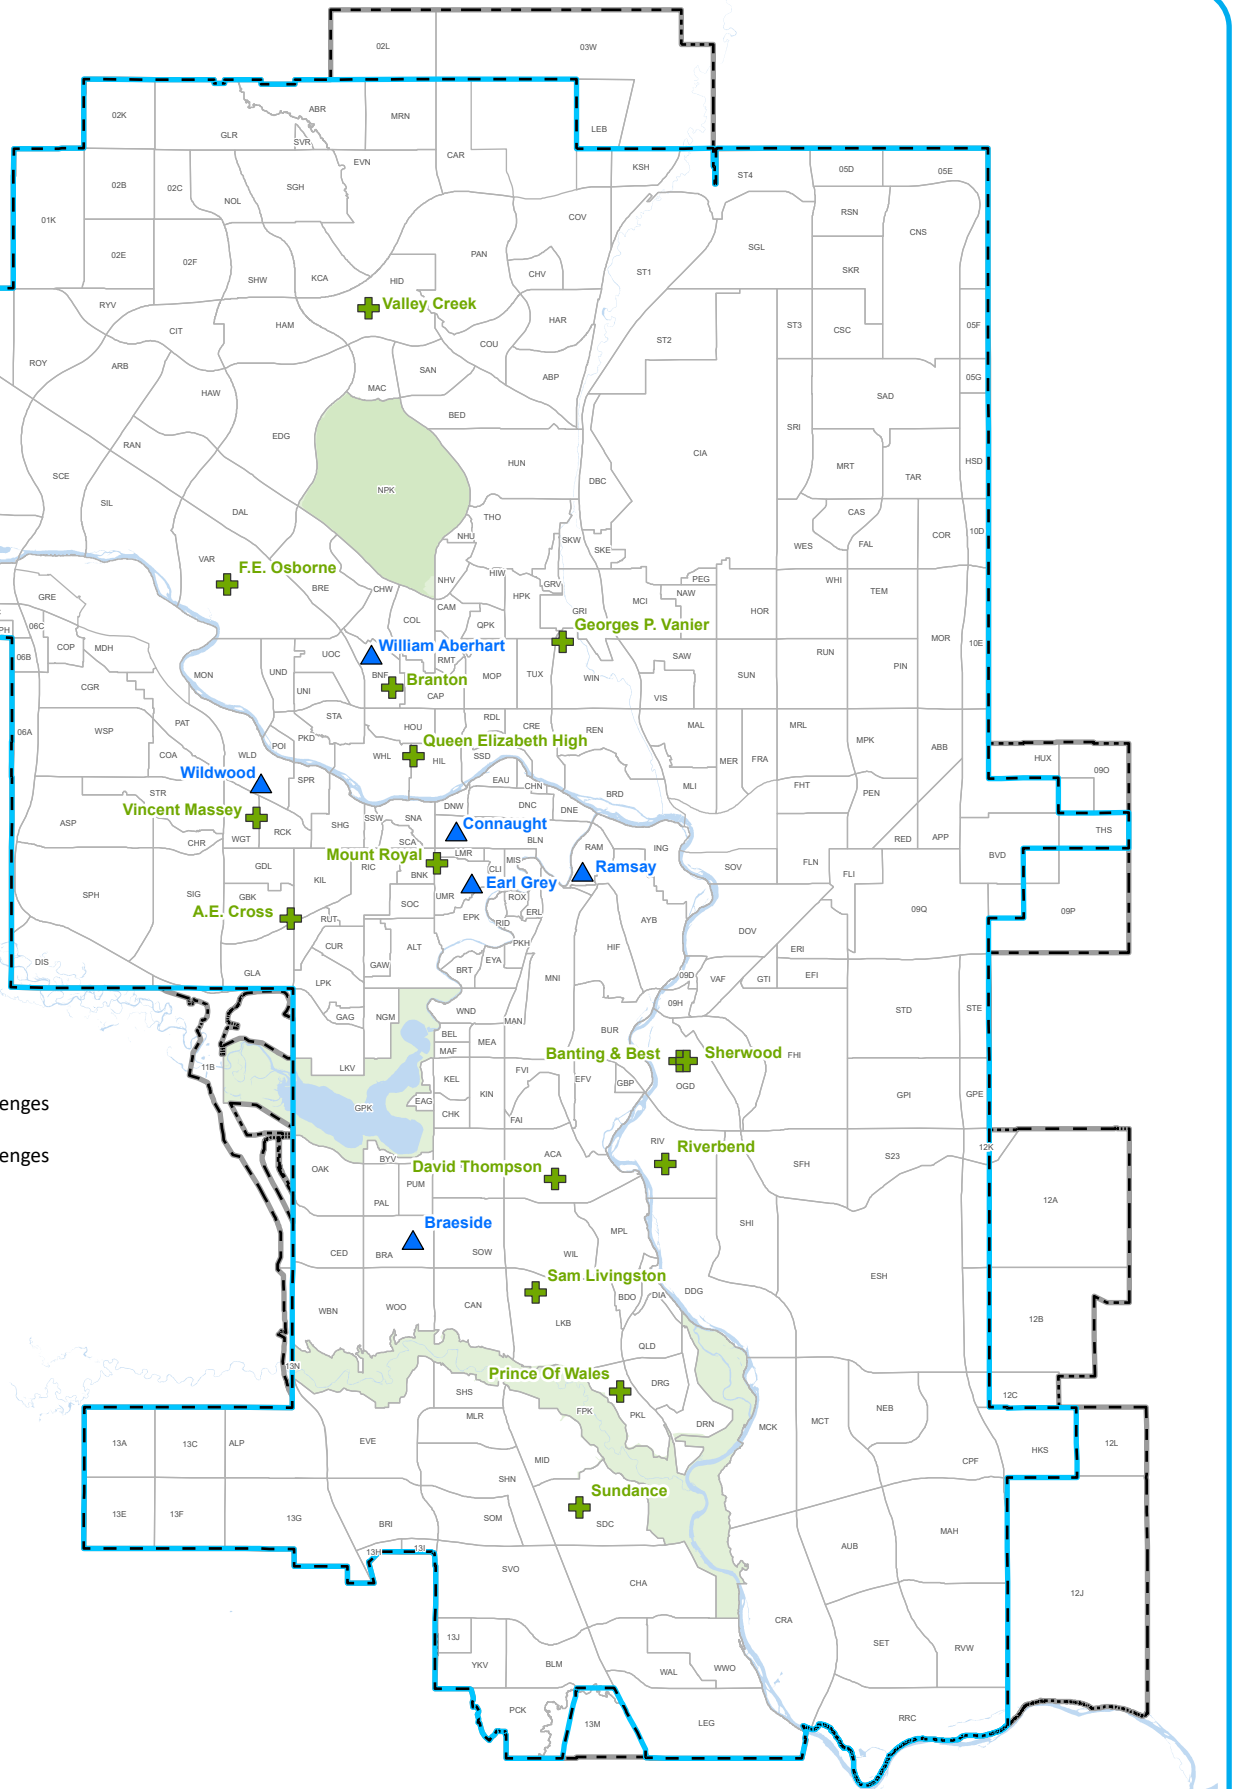 02L
03W
02K
ABR
MRN
GLR
SVR
LEB
EVN
CAR
KSH
ST4
05D
05E
02B
02C
SGH
NOL
01K
COV
RSN
CNS
02E
02F
PAN
SGL
SHW
KCA
HID
CHV
ST1
SKR
RYV
Valley Creek
CIT
HAM
HAR
ST3
CSC
05F
ROY
ARB
COU
ST2
SAN
ABP
05G
HAW
MAC
SAD
BED
EDG
SRI
RAN
CIA
HUN
MRT
HSD
SCE
NPK
DBC
TAR
SIL
DAL
THO
CAS
10D
NHU
SKW
COR
SKE
WES
FAL
VAR
F.E. Osborne
HIW
NHV
PEG
WHI
BRE
CHW
GRV
NAW
TEM
GRE
HPK
MCI
CAM
GRI
HOR
06C
COL
QPK
Georges P. Vanier
PH
MOR
10E
COP
MDH
William Aberhart
RUN
UOC
RMT
SAW
06B
PIN
UND
BNF
MOP
TUX
WIN
SUN
MON
Branton
CGR
UNI
CAP
VIS
STA
RDL
PAT
CRE
MAL
MRL
06A
WSP
HOU
REN
PKD
MPK
Queen Elizabeth High
POI
ABB
COA
WLD
WHL
HIL
SSD
MER
FRA
HUX
Wildwood
09O
SPR
EAU
CHN
MLI
FHT
STR
BRD
PEN
Vincent Massey
DNW
DNC
DNE
ASP
SSW
SNA
SHG
Connaught
THS
RCK
CHR
WGT
SCA
BLN
RED
APP
RAM
ING
Mount Royal
LMR
BVD
MIS
FLN
GDL
RIC
CLI
Ramsay
SOV
BNK
FLI
KIL
Earl Grey
SPH
SIG
GBK
UMR
ROX
SOC
A.E. Cross
ERL
09Q
09P
RUT
EPK
RID
AYB
DOV
CUR
ALT
PKH
HIF
ERI
DIS
EYA
GAW
GLA
BRT
MNI
09D
VAF
GTI
EFI
LPK
09H
WND
STD
STE
GAG
NGM
MAN
BUR
BEL
MEA
MAF
Banting & Best
Sherwood
FHI
11B
LKV
FVI
KEL
EFV
GBP
OGD
KIN
GPI
GPE
enges
EAG
GPK
CHK
FAI
RIV
12K
Riverbend
enges
ACA
S23
BYV
SFH
OAK
David Thompson
PUM
12A
PAL
Braeside
SHI
MPL
CED
BRA
SOW
WIL
Sam Livingston
ESH
DDG
BDO
DIA
WBN
WOO
CAN
12B
LKB
QLD
13N
Prince Of Wales
DRG
SHS
12C
FPK
PKL
NEB
MLR
DRN
MCK
MCT
13A
13C
ALP
EVE
12L
HKS
MID
CPF
SHN
Sundance
13E
13F
13G
SOM
BRI
SDC
MAH
13H
13I
AUB
SVO
CHA
12J
CRA
13J
SET
RVW
YKV
BLM
WAL
WWO
PCK
13M
LEG
RRC